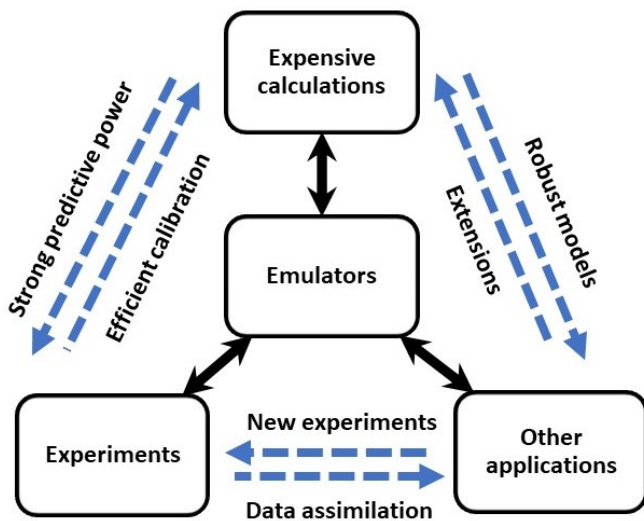 Expensive
calculations
Strong predictive power
Efficient calibration
Robust models
Extensions
Emulators
New experiments
Experiments
Other
applications
Data assimilation